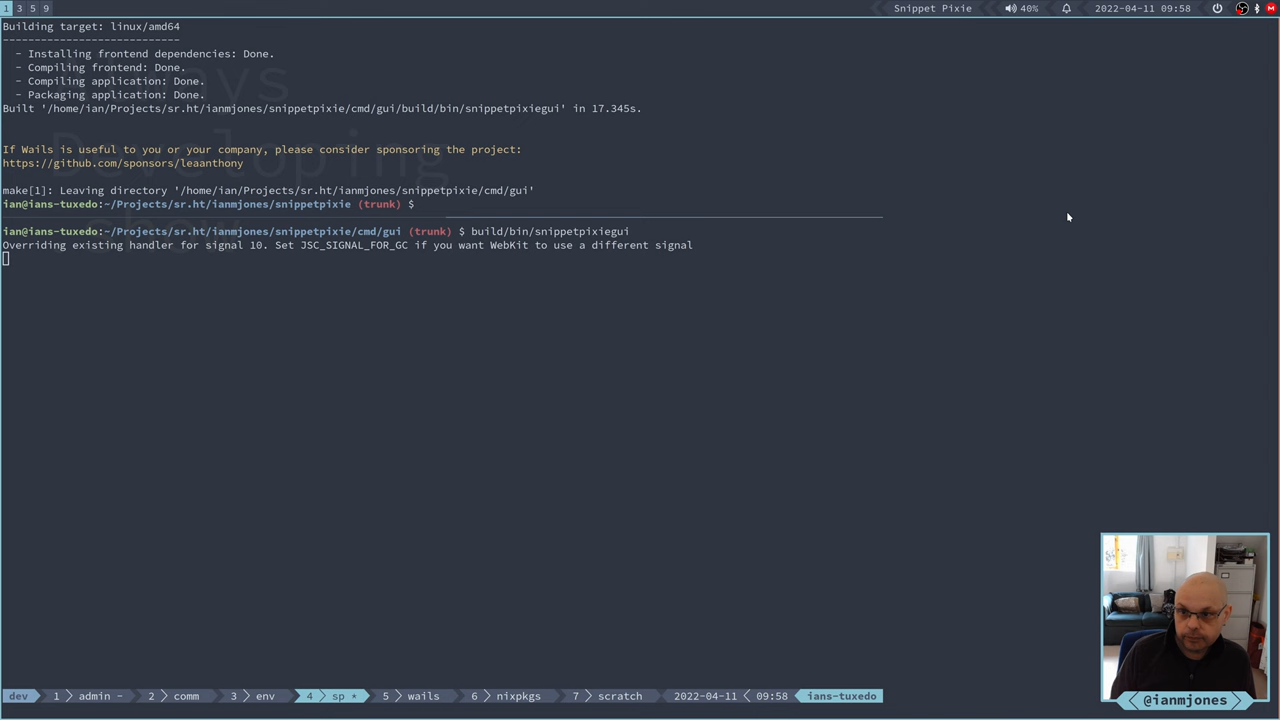 1 3 5 9
Snippet Pixie
40%
2022-04-11 09:58
Building target: linux/amd64
----------------------------
- Installing frontend dependencies: Done.
- Compiling frontend: Done.
- Compiling application: Done.
- Packaging application: Done.
Built '/home/ian/Projects/sr.ht/ianmjones/snippetpixie/cmd/gui/build/bin/snippetpixiegui' in 17.345s.
If Wails is useful to you or your company, please consider sponsoring the project:
https://github.com/sponsors/leaanthony
make[1]: Leaving directory '/home/ian/Projects/sr.ht/ianmjones/snippetpixie/cmd/gui'
ian@ians-tuxedo:~/Projects/sr.ht/ianmjones/snippetpixie (trunk) $
ian@ians-tuxedo:~/Projects/sr.ht/ianmjones/snippetpixie/cmd/gui (trunk) $ build/bin/snippetpixiegui
Overriding existing handler for signal 10. Set JSC_SIGNAL_FOR_GC if you want WebKit to use a different signal
Developing
@ianmjones
dev 1 admin - 2 comm 3 env 4 sp * 5 wails 6 nixpkgs 7 scratch 2022-04-11 09:58 ians-tuxedo